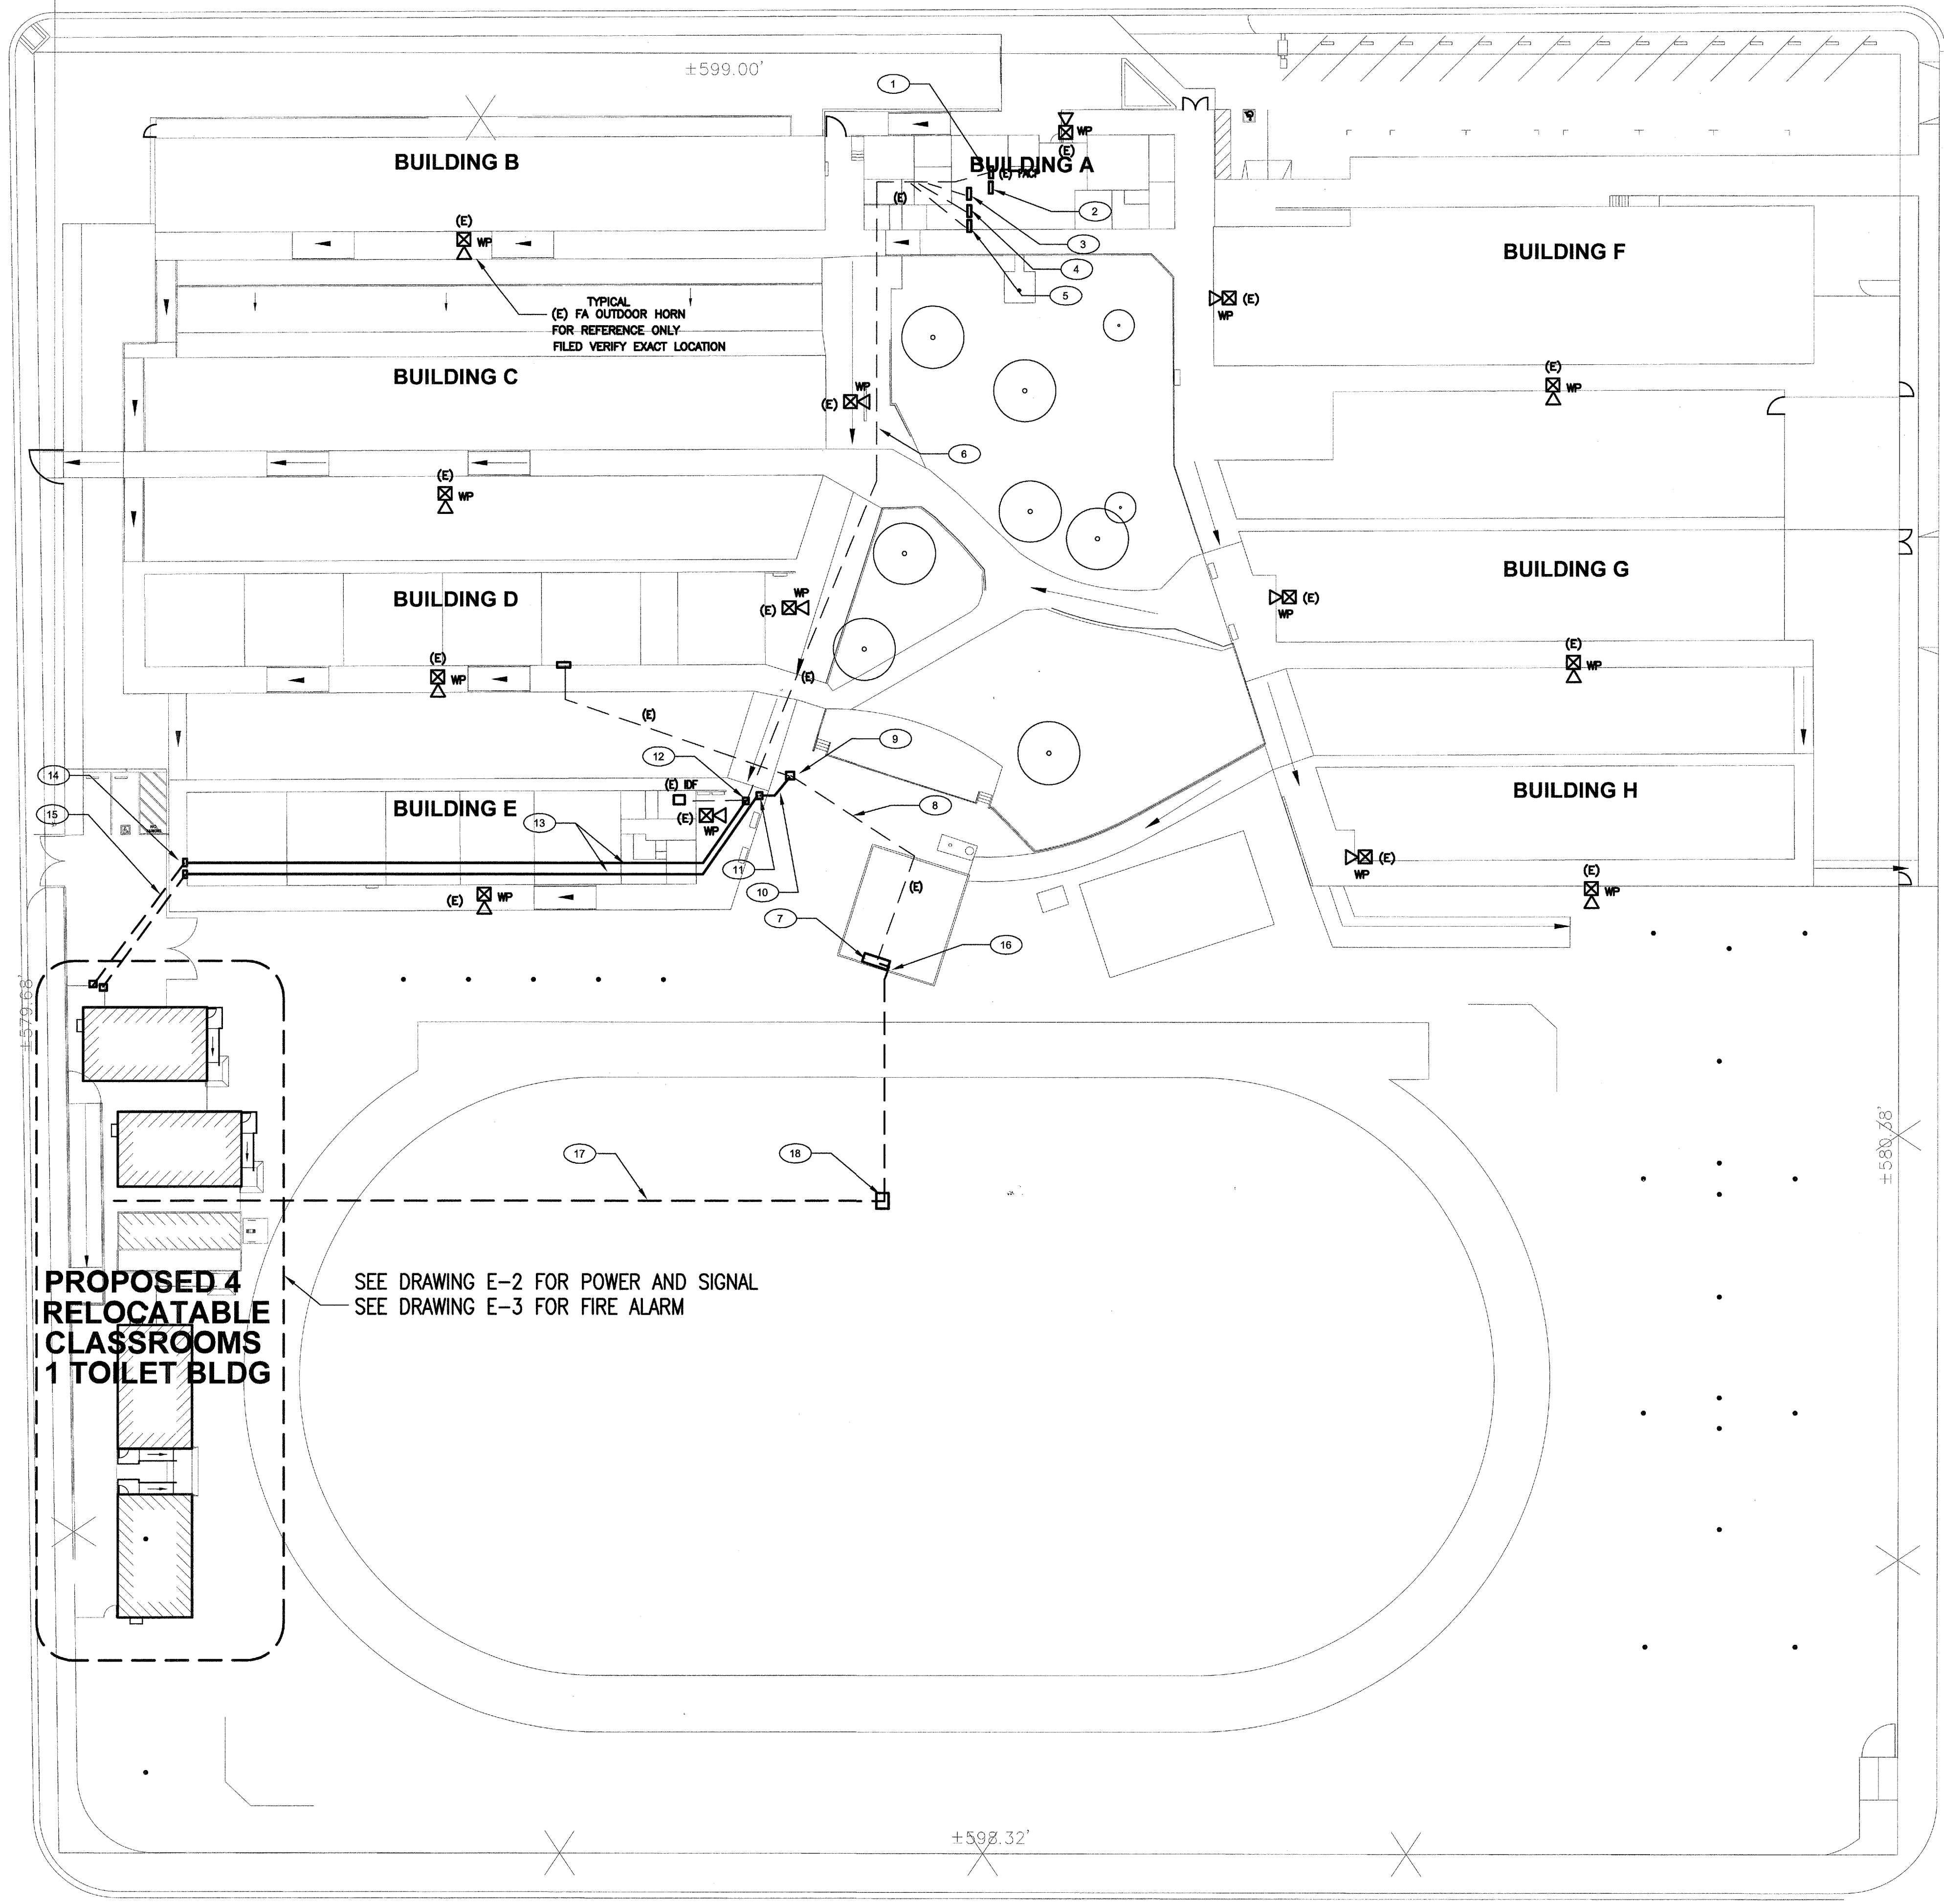 ±599.00'
1
WP
(E)
BUILDING B
BUILDING A
(E) FACP
(E)
2
(E)
WP
3
4
5
BUILDING F
(E)
WP
TYPICAL
(E) FA OUTDOOR HORN
FOR REFERENCE ONLY
FILED VERIFY EXACT LOCATION
BUILDING C
WP
(E)
(E)
WP
6
(E)
WP
BUILDING D
WP
(E)
BUILDING G
(E)
WP
(E)
WP
(E)
(E)
WP
(E)
9
12
14
15
(E) IDF
BUILDING E
13
(E)
WP
8
BUILDING H
11
10
(E)
WP
(E)
WP
(E)
WP
(E)
7
16
±579.68'
17
18
±580.38'
PROPOSED 4
RELOCATABLE
CLASSROOMS
1 TOILET BLDG
SEE DRAWING E-2 FOR POWER AND SIGNAL
SEE DRAWING E-3 FOR FIRE ALARM
±598.32'